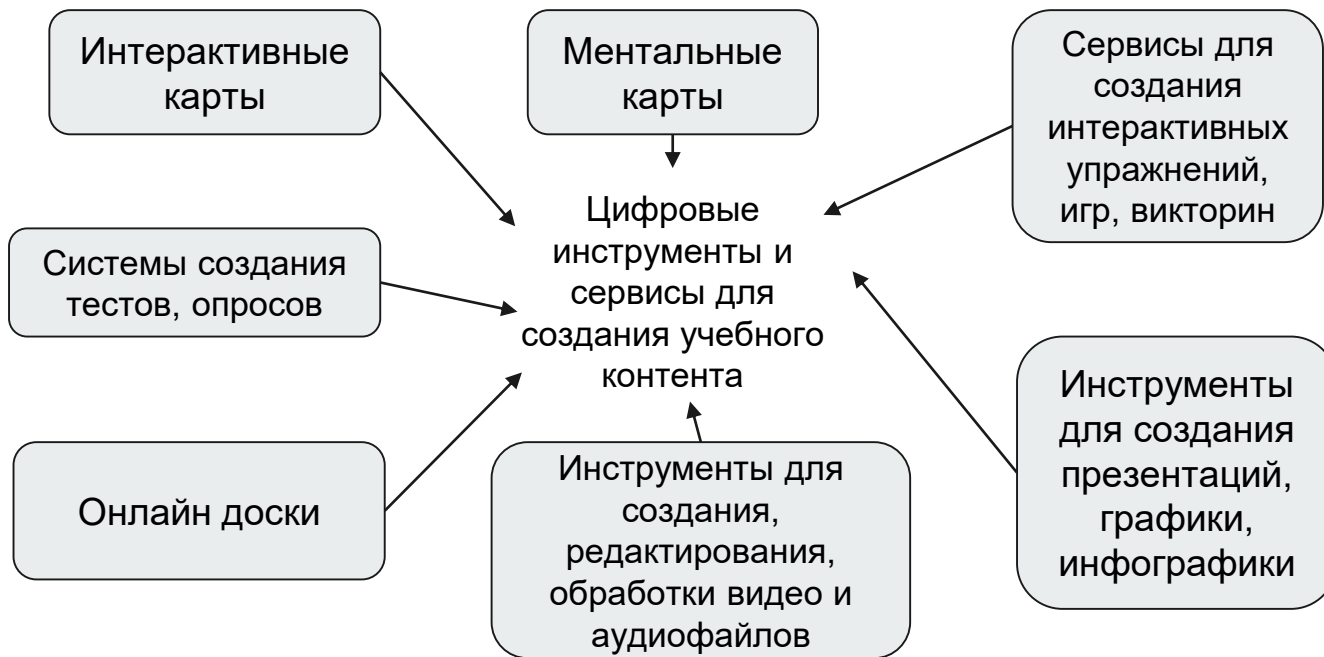 Интерактивные
карты
Ментальные
карты
Сервисы для
создания
интерактивных
упражнений,
игр, викторин
Цифровые
инструменты и
сервисы для
создания учебного
контента
Системы создания
тестов, опросов
Онлайн доски
Инструменты для
создания,
редактирования,
обработки видео и
аудиофайлов
Инструменты
для создания
презентаций,
графики,
инфографики